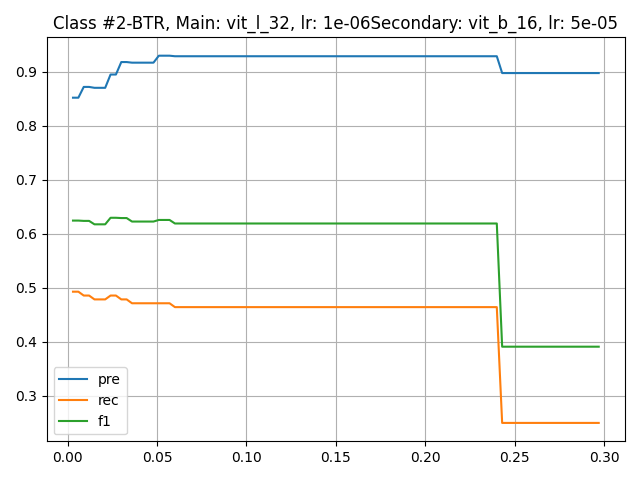 Class #2-BTR, Main: vit_l_32, lr: 1e-06Secondary: vit_b_16, lr: 5e-05
0.9
0.8
0.7
0.6
0.5
0.4
0.3
pre
rec
f1
0.00 0.05 0.10 0.15 0.20 0.25 0.30